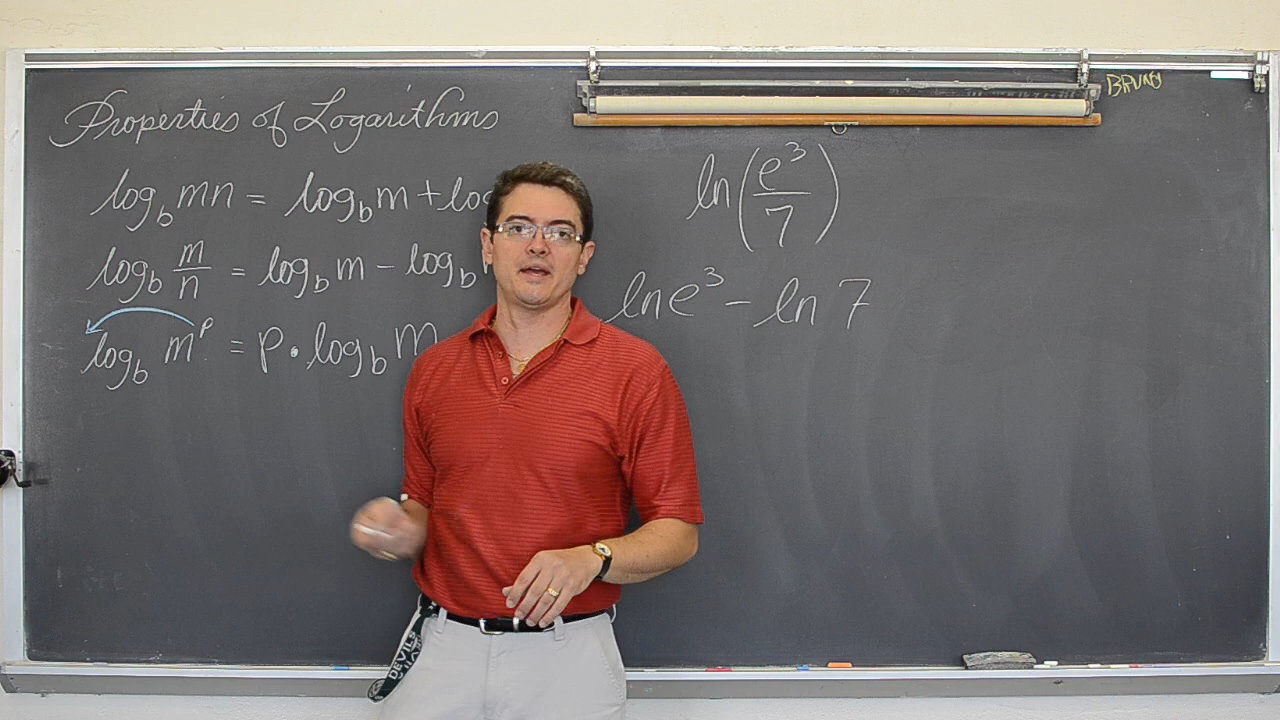 Properties of Logarithms
log_b mn = log_b m + log
log_b m/n = log_b m - log_b
log_b m^p = p · log_b m
ln(e^3/7)
ln e^3 - ln 7
BRUNO
DEVILS